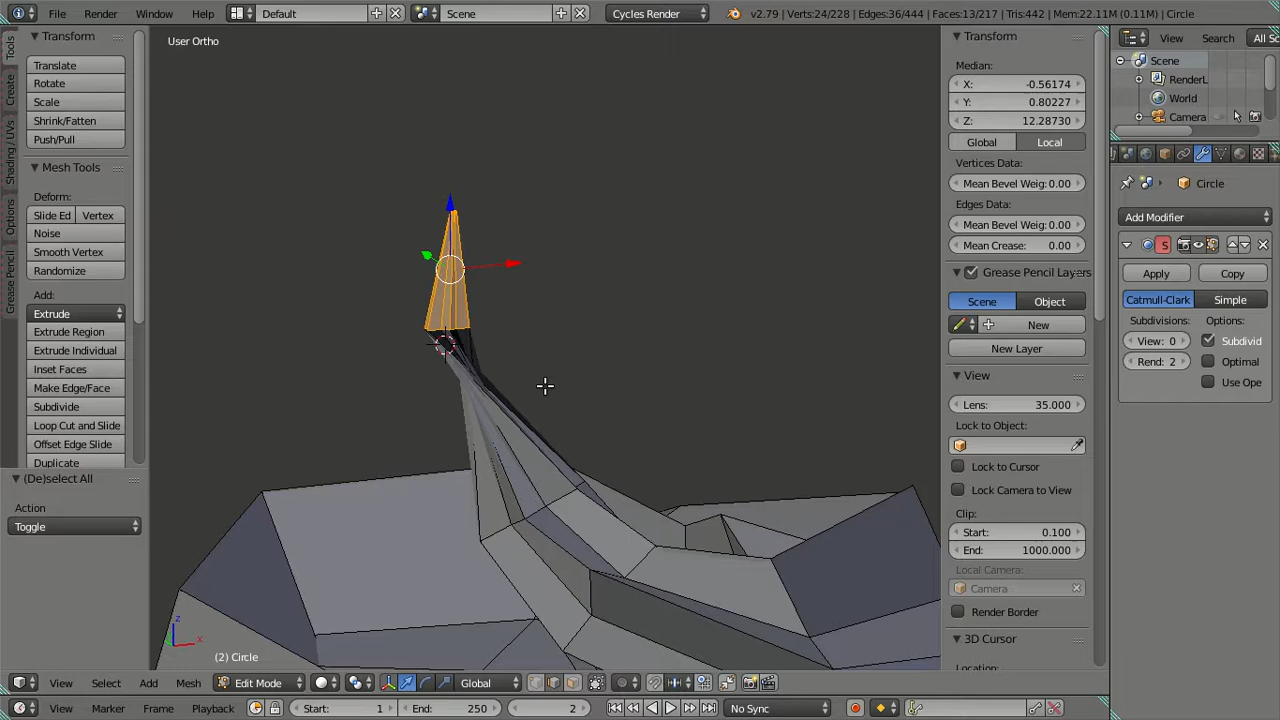 File Render Window Help Default Scene Cycles Render v2.79 | Verts:24/228 | Edges:36/444 | Faces:13/217 | Tris:442 | Mem:22.11M (0.11M) | Circle
Tools
Create
Shading / UVs
Options
Grease Pencil
Transform
Translate
Rotate
Scale
Shrink/Fatten
Push/Pull
Mesh Tools
Deform:
Slide Ed Vertex
Noise
Smooth Vertex
Randomize
Add:
Extrude
Extrude Region
Extrude Individual
Inset Faces
Make Edge/Face
Subdivide
Loop Cut and Slide
Offset Edge Slide
Duplicate
(De)select All
Action
Toggle
User Ortho
z
x
(2) Circle
Transform
Median:
X: -0.56174
Y: 0.80227
Z: 12.28730
Global Local
Vertices Data:
Mean Bevel Weig: 0.00
Edges Data:
Mean Bevel Weig: 0.00
Mean Crease: 0.00
Grease Pencil Layers
Scene Object
New
New Layer
View
Lens: 35.000
Lock to Object:
Lock to Cursor
Lock Camera to View
Clip:
Start: 0.100
End: 1000.000
Local Camera:
Camera
Render Border
3D Cursor
Location:
View Search All Sc
Scene
RenderL
World
Camera
Circle
Add Modifier
S
Apply Copy
Catmull-Clark Simple
Subdivisions: Options:
View: 0 Subdivid
Rend: 2 Optimal
Use Ope
View Select Add Mesh Edit Mode Global
View Marker Frame Playback Start: 1 End: 250 2 No Sync